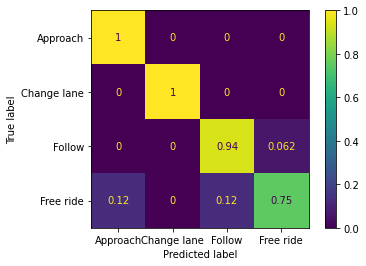 Approach 1 0 0 0
Change lane 0 1 0 0
Follow 0 0 0.94 0.062
Free ride 0.12 0 0.12 0.75
Approach Change lane Follow Free ride
Predicted label
True label
1.0
0.8
0.6
0.4
0.2
0.0